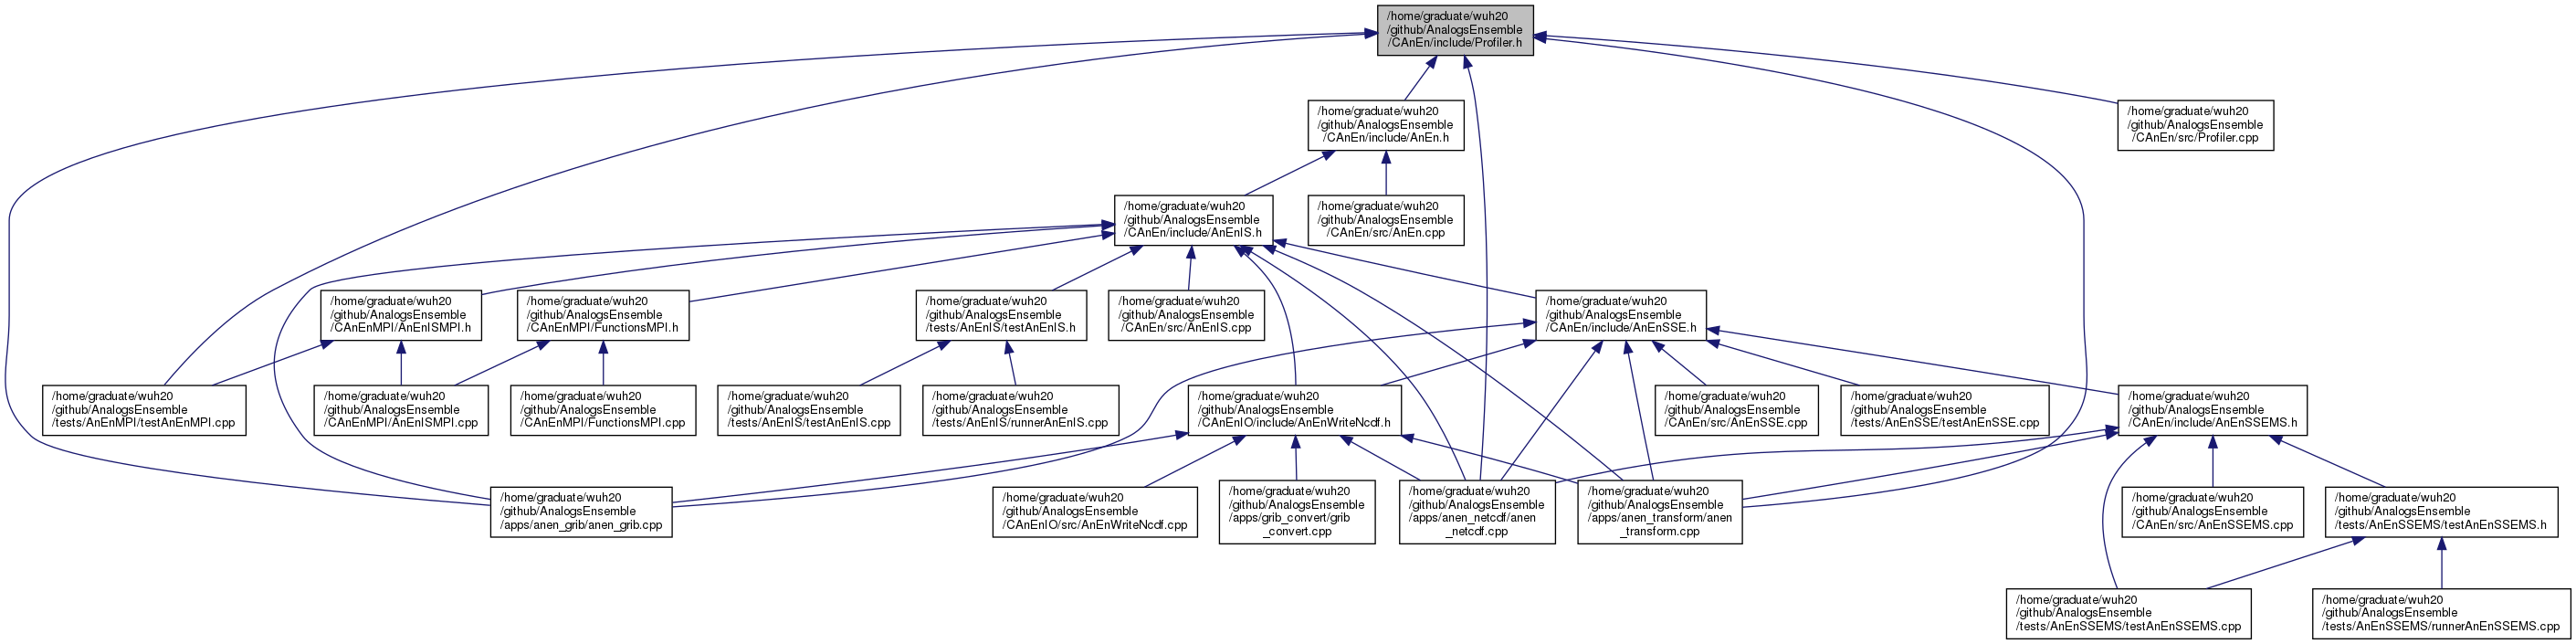 /home/graduate/wuh20
/github/AnalogsEnsemble
/CAnEn/include/Profiler.h
/home/graduate/wuh20
/github/AnalogsEnsemble
/CAnEn/include/AnEn.h
/home/graduate/wuh20
/github/AnalogsEnsemble
/CAnEn/src/Profiler.cpp
/home/graduate/wuh20
/github/AnalogsEnsemble
/CAnEn/include/AnEnIS.h
/home/graduate/wuh20
/github/AnalogsEnsemble
/CAnEn/src/AnEn.cpp
/home/graduate/wuh20
/github/AnalogsEnsemble
/CAnEnMPI/AnEnISMPI.h
/home/graduate/wuh20
/github/AnalogsEnsemble
/CAnEnMPI/FunctionsMPI.h
/home/graduate/wuh20
/github/AnalogsEnsemble
/tests/AnEnIS/testAnEnIS.h
/home/graduate/wuh20
/github/AnalogsEnsemble
/CAnEn/src/AnEnIS.cpp
/home/graduate/wuh20
/github/AnalogsEnsemble
/CAnEn/include/AnEnSSE.h
/home/graduate/wuh20
/github/AnalogsEnsemble
/tests/AnEnMPI/testAnEnMPI.cpp
/home/graduate/wuh20
/github/AnalogsEnsemble
/CAnEnMPI/AnEnISMPI.cpp
/home/graduate/wuh20
/github/AnalogsEnsemble
/CAnEnMPI/FunctionsMPI.cpp
/home/graduate/wuh20
/github/AnalogsEnsemble
/tests/AnEnIS/testAnEnIS.cpp
/home/graduate/wuh20
/github/AnalogsEnsemble
/tests/AnEnIS/runnerAnEnIS.cpp
/home/graduate/wuh20
/github/AnalogsEnsemble
/CAnEnIO/include/AnEnWriteNcdf.h
/home/graduate/wuh20
/github/AnalogsEnsemble
/CAnEn/src/AnEnSSE.cpp
/home/graduate/wuh20
/github/AnalogsEnsemble
/tests/AnEnSSE/testAnEnSSE.cpp
/home/graduate/wuh20
/github/AnalogsEnsemble
/CAnEn/include/AnEnSSEMS.h
/home/graduate/wuh20
/github/AnalogsEnsemble
/apps/anen_grib/anen_grib.cpp
/home/graduate/wuh20
/github/AnalogsEnsemble
/CAnEnIO/src/AnEnWriteNcdf.cpp
/home/graduate/wuh20
/github/AnalogsEnsemble
/apps/grib_convert/grib
_convert.cpp
/home/graduate/wuh20
/github/AnalogsEnsemble
/apps/anen_netcdf/anen
_netcdf.cpp
/home/graduate/wuh20
/github/AnalogsEnsemble
/apps/anen_transform/anen
_transform.cpp
/home/graduate/wuh20
/github/AnalogsEnsemble
/CAnEn/src/AnEnSSEMS.cpp
/home/graduate/wuh20
/github/AnalogsEnsemble
/tests/AnEnSSEMS/testAnEnSSEMS.h
/home/graduate/wuh20
/github/AnalogsEnsemble
/tests/AnEnSSEMS/testAnEnSSEMS.cpp
/home/graduate/wuh20
/github/AnalogsEnsemble
/tests/AnEnSSEMS/runnerAnEnSSEMS.cpp